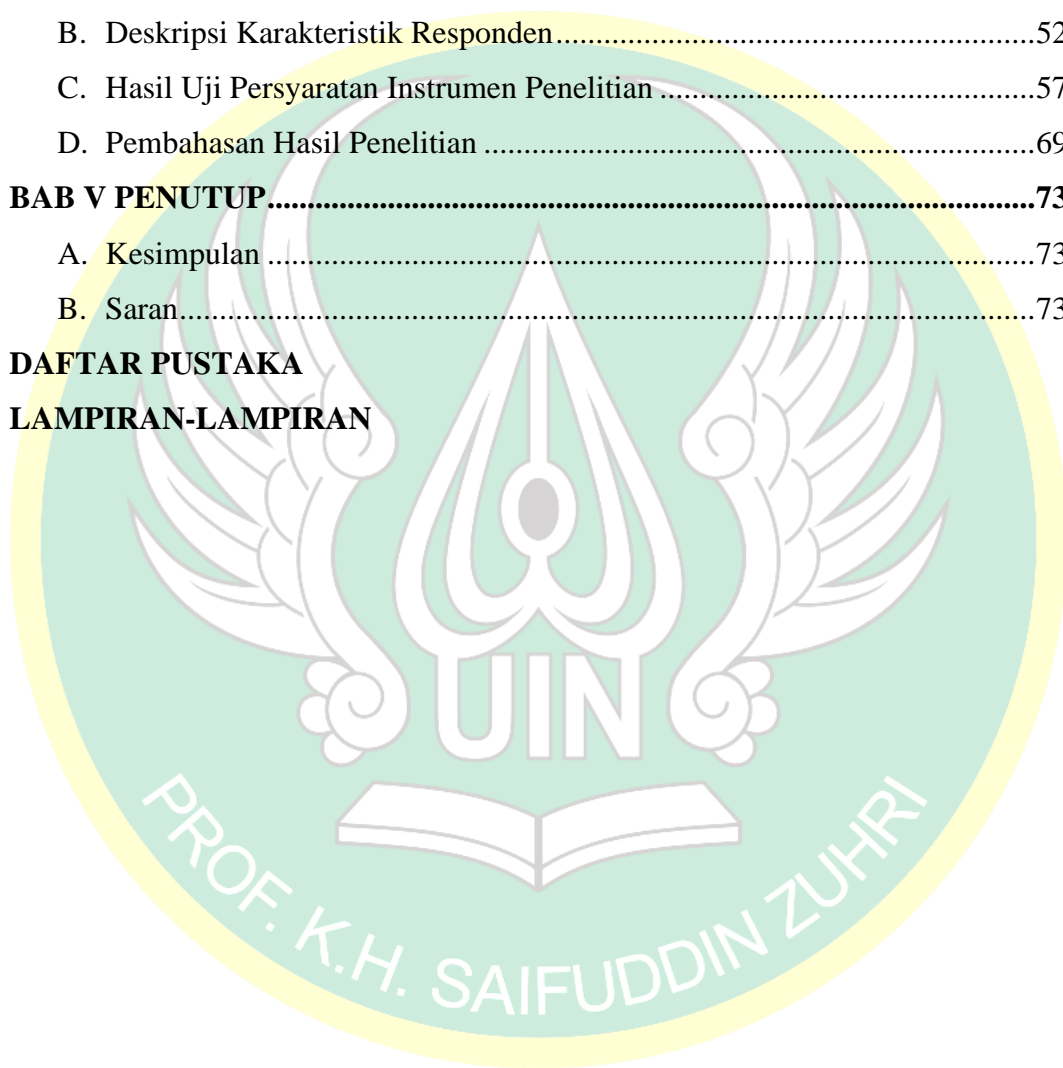 B. Deskripsi Karakteristik Responden.......................................................................52
C. Hasil Uji Persyaratan Instrumen Penelitian ........................................................57
D. Pembahasan Hasil Penelitian ................................................................................69
BAB V PENUTUP.............................................................................................73
A. Kesimpulan ...........................................................................................................73
B. Saran......................................................................................................................73
DAFTAR PUSTAKA
LAMPIRAN-LAMPIRAN
UIN
PROF. K.H. SAIFUDDIN ZUHRI